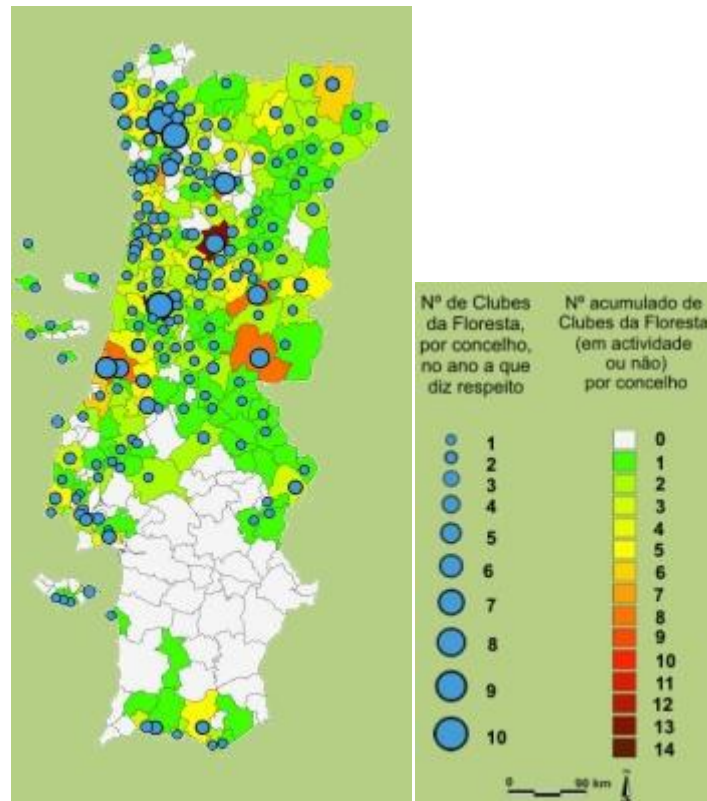 Nº de Clubes
da Floresta,
por concelho,
no ano a que
diz respeito
1
2
3
4
5
6
7
8
9
10
Nº acumulado de
Clubes da Floresta
(em actividade
ou não)
por concelho
0
1
2
3
4
5
6
7
8
9
10
11
12
13
14
0 90 km